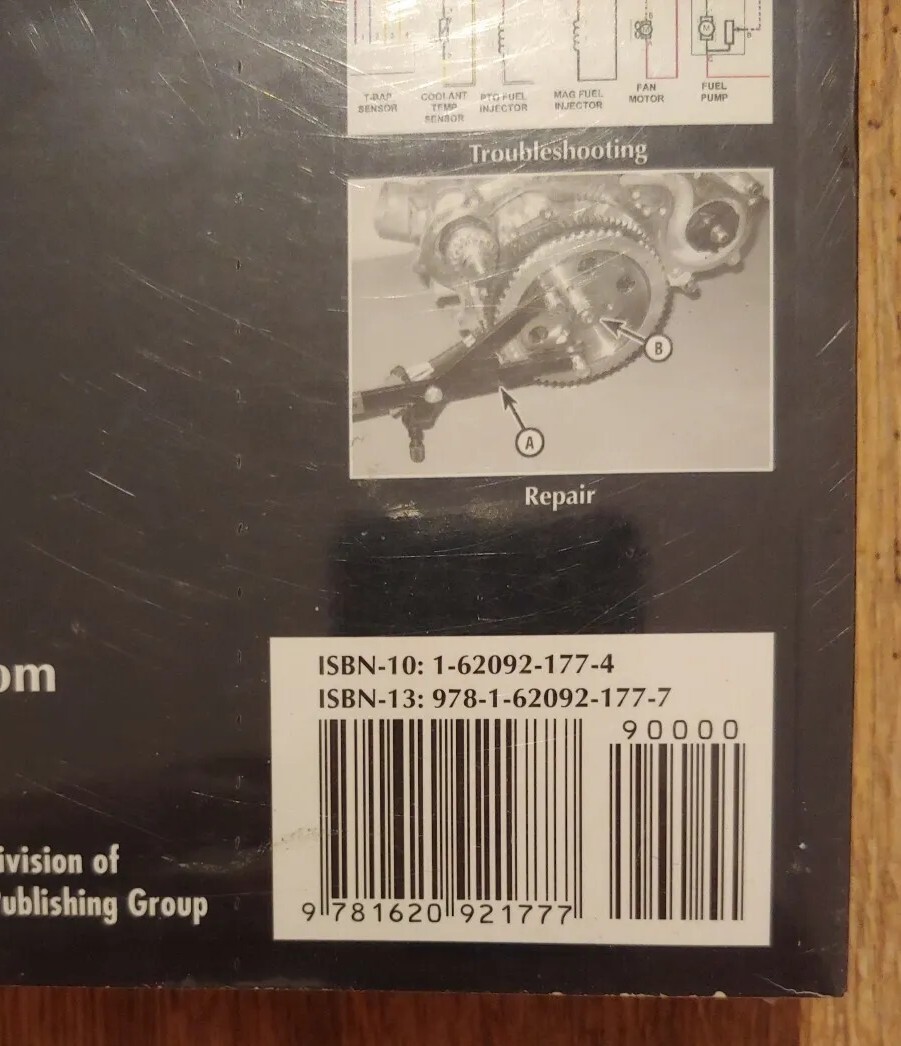 T-BAP SENSOR
COOLANT TEMP SENSOR
PTO FUEL INJECTOR
MAG FUEL INJECTOR
FAN MOTOR
FUEL PUMP
Troubleshooting
B
A
Repair
om
ISBN-10: 1-62092-177-4
ISBN-13: 978-1-62092-177-7
90000
ivision of
ublishing Group
9 781620 921777